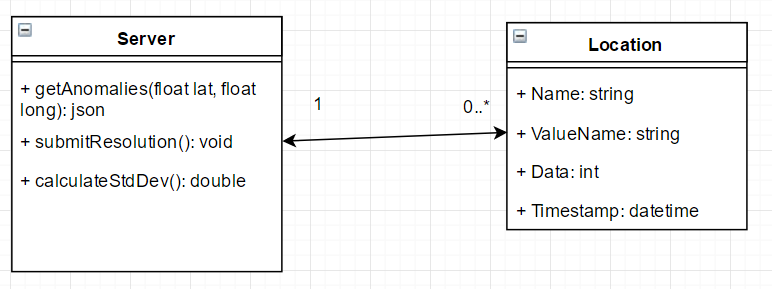 Server
+ getAnomalies(float lat, float
long): json
+ submitResolution(): void
+ calculateStdDev(): double
1
0..*
Location
+ Name: string
+ ValueName: string
+ Data: int
+ Timestamp: datetime